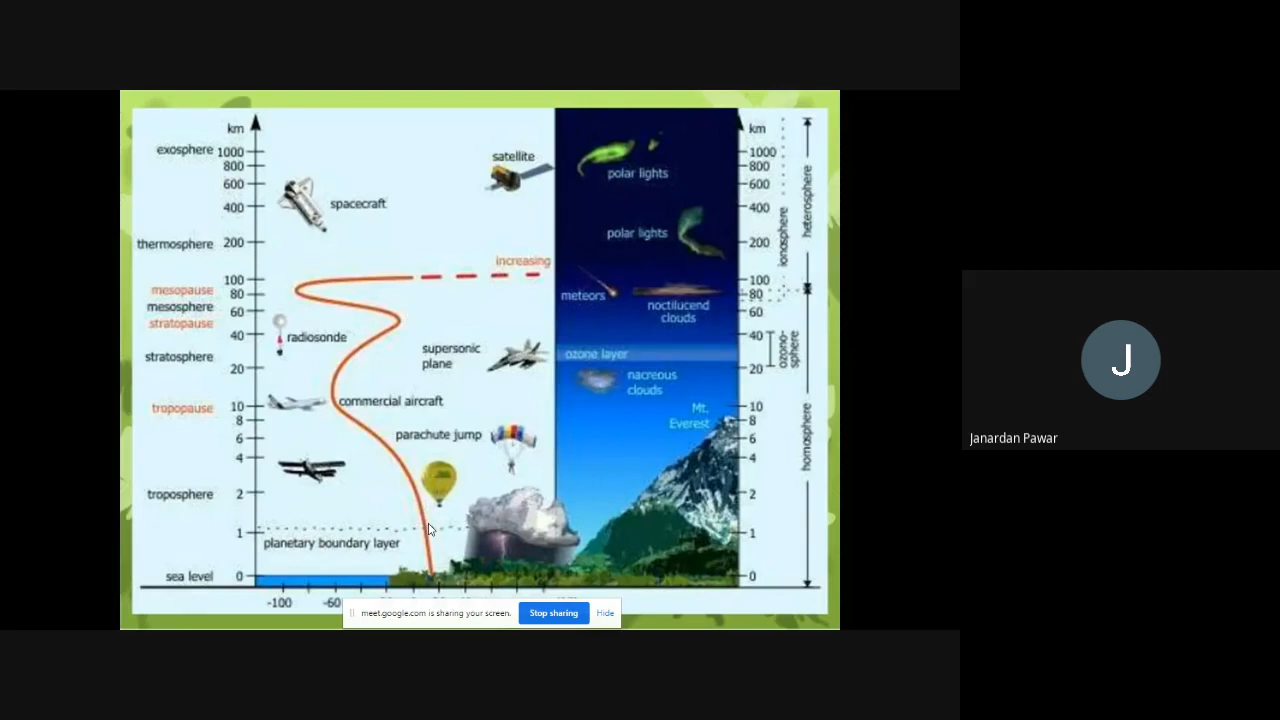 km
exosphere
1000
800
600
400
thermosphere
200
100
mesopause
80
mesosphere
60
stratopause
40
stratosphere
20
tropopause
10
8
6
4
troposphere
2
1
sea level
0
satellite
spacecraft
increasing
radiosonde
supersonic
plane
commercial aircraft
parachute jump
planetary boundary layer
-100
-60
polar lights
polar lights
meteors
noctilucend
clouds
ozone layer
nacreous
clouds
Mt.
Everest
km
1000
800
600
400
200
100
80
60
40
20
10
8
6
4
2
1
0
ionosphere
ozono-
sphere
heterosphere
homosphere
meet.google.com is sharing your screen.
Stop sharing
Hide
J
Janardan Pawar